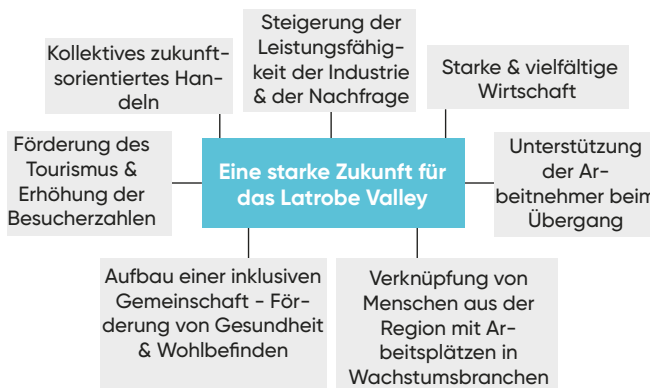 Kollektives zukunft-
sorientiertes Han-
deln
Steigerung der
Leistungsfähig-
keit der Industrie
& der Nachfrage
Starke & vielfältige
Wirtschaft
Förderung des
Tourismus &
Erhöhung der
Besucherzahlen
Eine starke Zukunft für
das Latrobe Valley
Unterstützung
der Ar-
beitnehmer beim
Übergang
Aufbau einer inklusiven
Gemeinschaft - För-
derung von Gesundheit
& Wohlbefinden
Verknüpfung von
Menschen aus der
Region mit Ar-
beitsplätzen in
Wachstumsbranchen